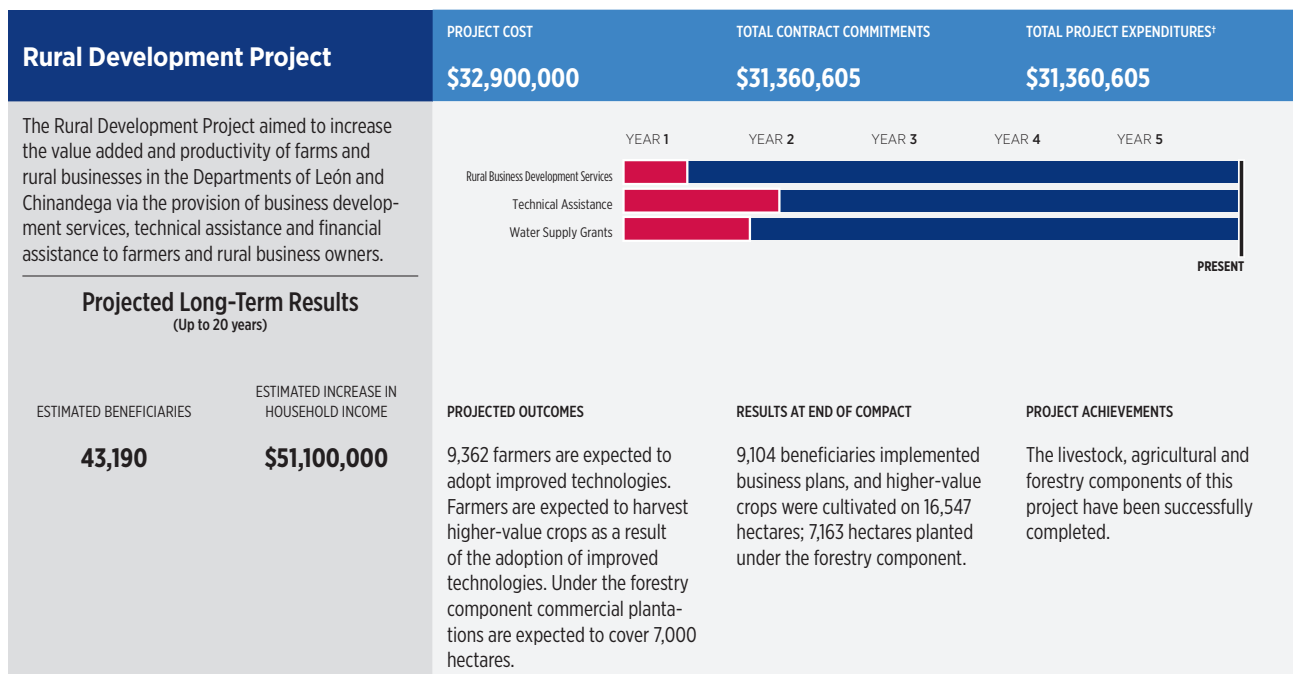 Rural Development Project
PROJECT COST
$32,900,000
TOTAL CONTRACT COMMITMENTS
$31,360,605
TOTAL PROJECT EXPENDITURES‡
$31,360,605
The Rural Development Project aimed to increase
the value added and productivity of farms and
rural businesses in the Departments of León and
Chinandega via the provision of business develop-
ment services, technical assistance and financial
assistance to farmers and rural business owners.
Projected Long-Term Results
(Up to 20 years)
ESTIMATED BENEFICIARIES
43,190
ESTIMATED INCREASE IN
HOUSEHOLD INCOME
$51,100,000
YEAR 1 YEAR 2 YEAR 3 YEAR 4 YEAR 5
Rural Business Development Services
Technical Assistance
Water Supply Grants
PRESENT
PROJECTED OUTCOMES
9,362 farmers are expected to
adopt improved technologies.
Farmers are expected to harvest
higher-value crops as a result
of the adoption of improved
technologies. Under the forestry
component commercial planta-
tions are expected to cover 7,000
hectares.
RESULTS AT END OF COMPACT
9,104 beneficiaries implemented
business plans, and higher-value
crops were cultivated on 16,547
hectares; 7,163 hectares planted
under the forestry component.
PROJECT ACHIEVEMENTS
The livestock, agricultural and
forestry components of this
project have been successfully
completed.